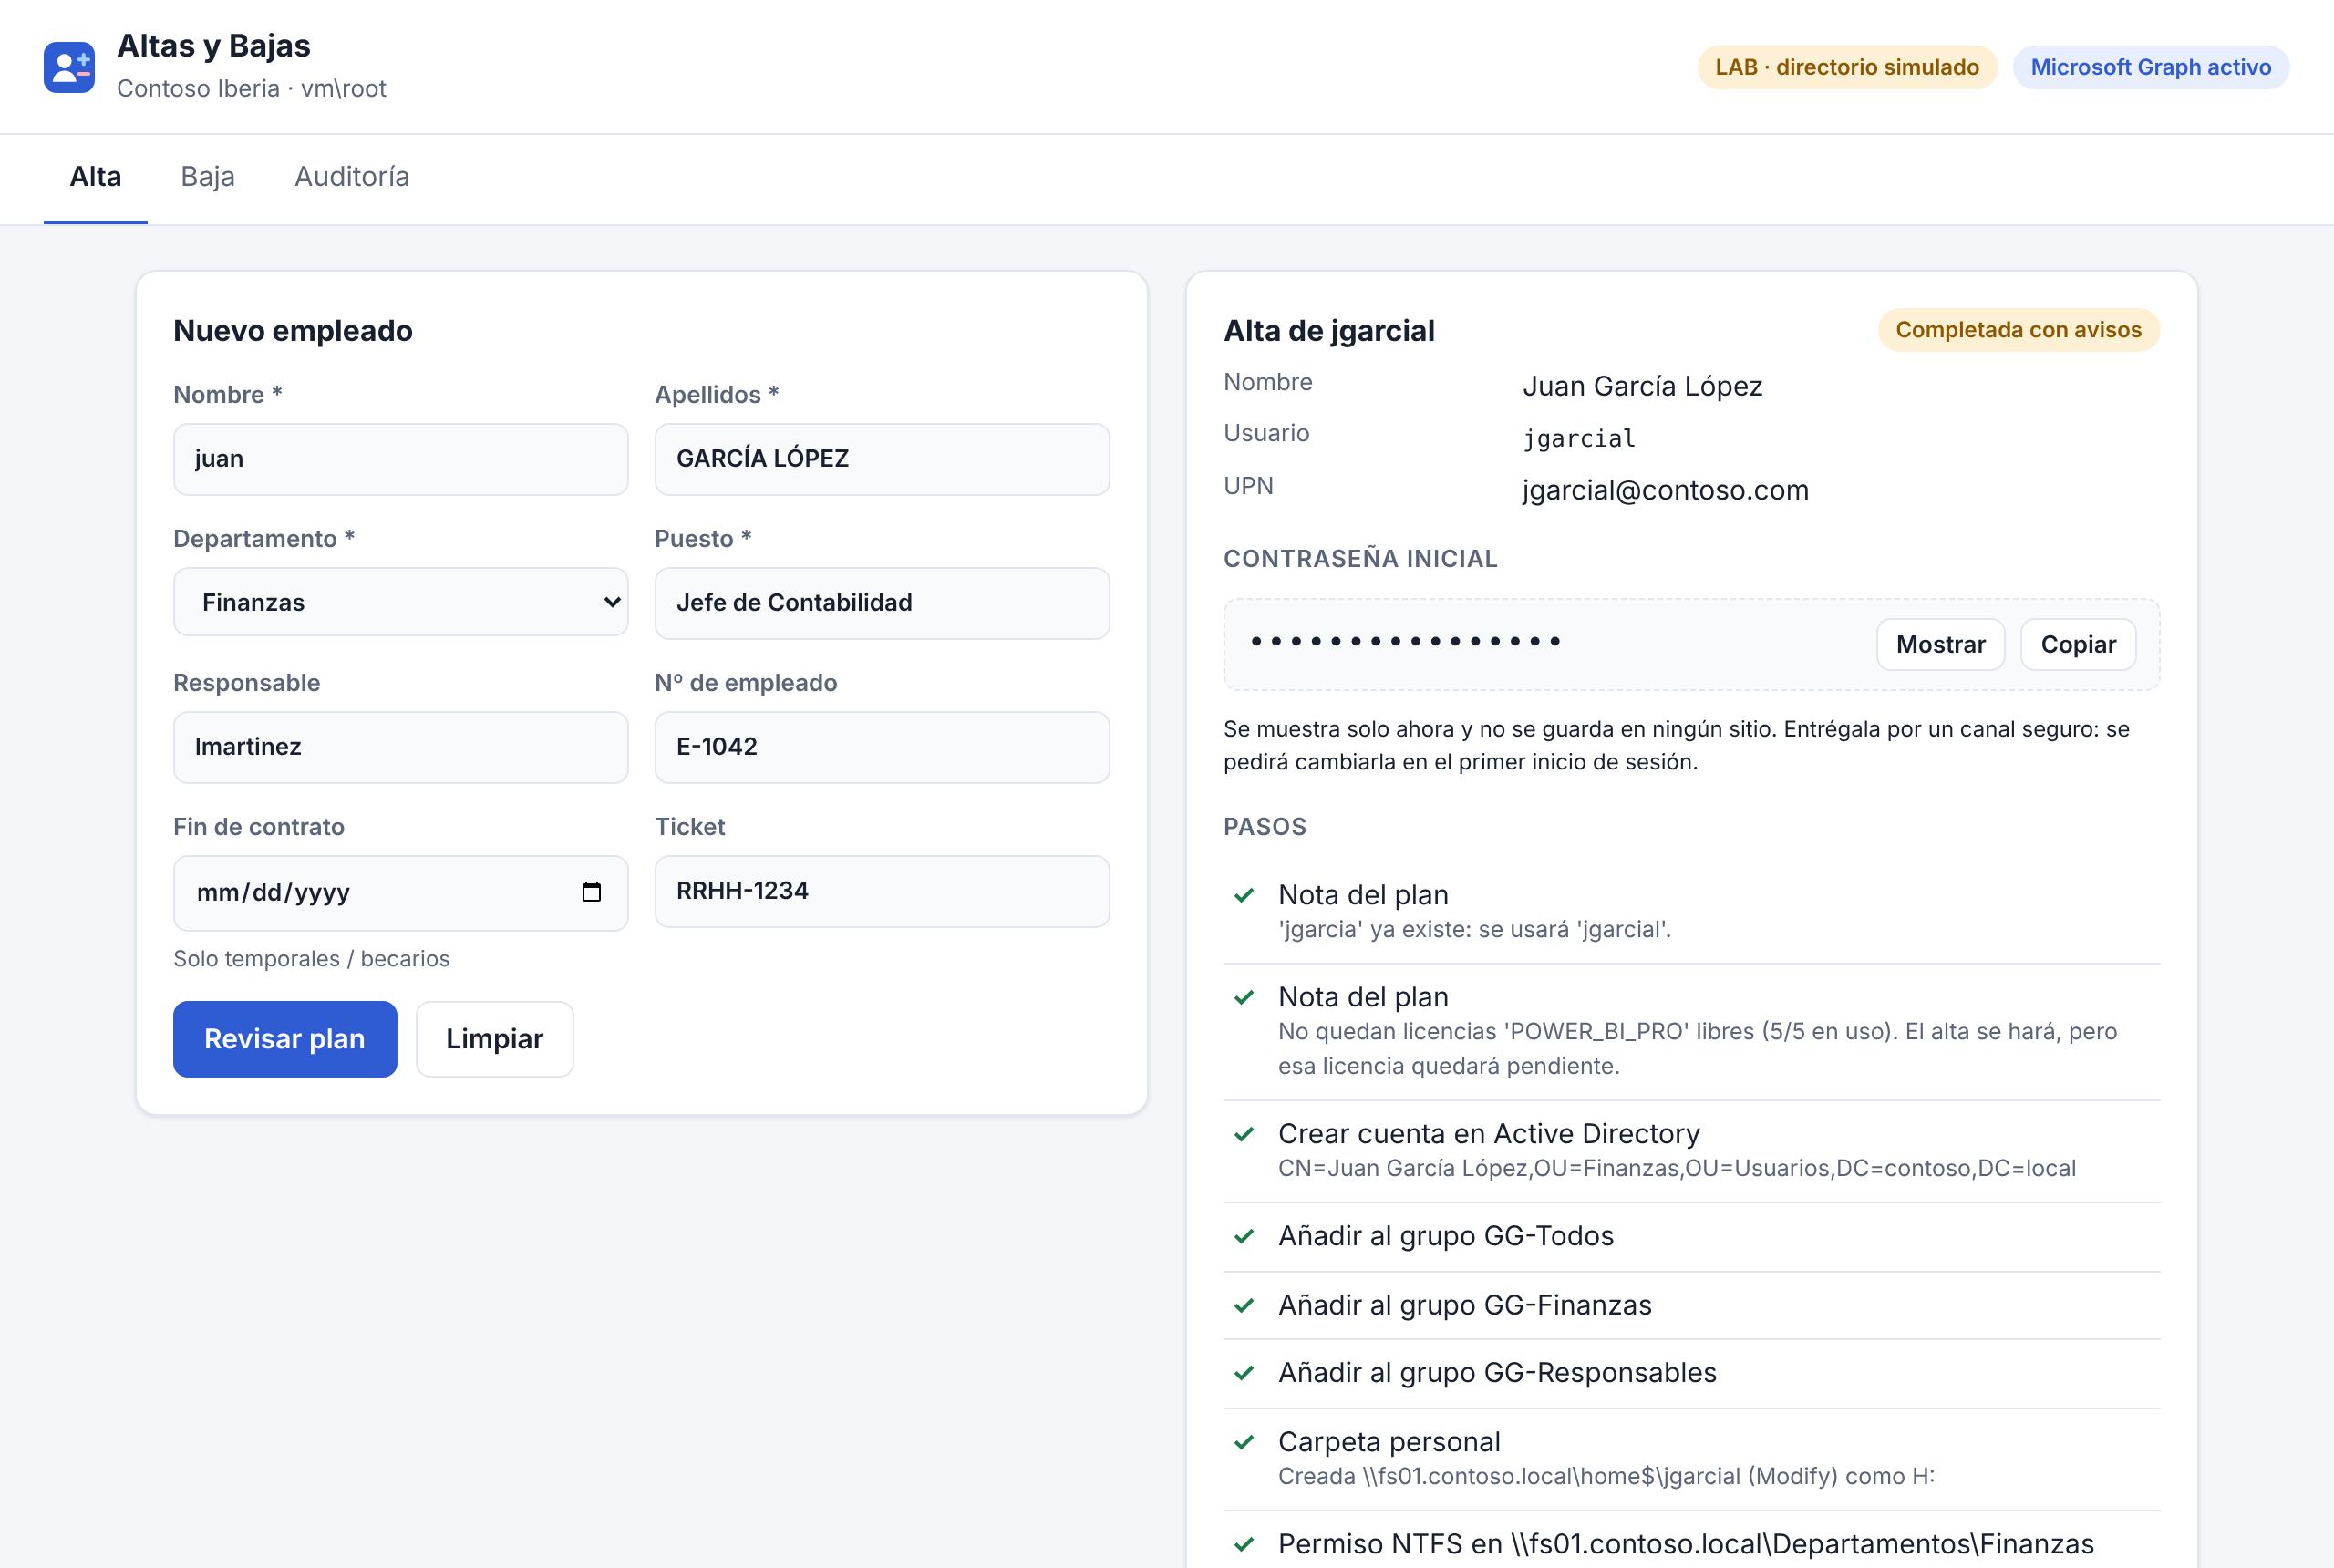 Altas y Bajas
Contoso Iberia · vm\root
LAB · directorio simulado
Microsoft Graph activo
Alta
Baja
Auditoría
Nuevo empleado
Nombre *
Apellidos *
juan
GARCÍA LÓPEZ
Departamento *
Puesto *
Finanzas
Jefe de Contabilidad
Responsable
Nº de empleado
lmartinez
E-1042
Fin de contrato
Ticket
mm/dd/yyyy
RRHH-1234
Solo temporales / becarios
Revisar plan
Limpiar
Alta de jgarcial
Completada con avisos
Nombre
Juan García López
Usuario
jgarcial
UPN
jgarcial@contoso.com
CONTRASEÑA INICIAL
••••••••••••••••
Mostrar
Copiar
Se muestra solo ahora y no se guarda en ningún sitio. Entrégala por un canal seguro: se
pedirá cambiarla en el primer inicio de sesión.
PASOS
Nota del plan
'jgarcia' ya existe: se usará 'jgarcial'.
Nota del plan
No quedan licencias 'POWER_BI_PRO' libres (5/5 en uso). El alta se hará, pero
esa licencia quedará pendiente.
Crear cuenta en Active Directory
CN=Juan García López,OU=Finanzas,OU=Usuarios,DC=contoso,DC=local
Añadir al grupo GG-Todos
Añadir al grupo GG-Finanzas
Añadir al grupo GG-Responsables
Carpeta personal
Creada \\fs01.contoso.local\home$\jgarcial (Modify) como H:
Permiso NTFS en \\fs01.contoso.local\Departamentos\Finanzas